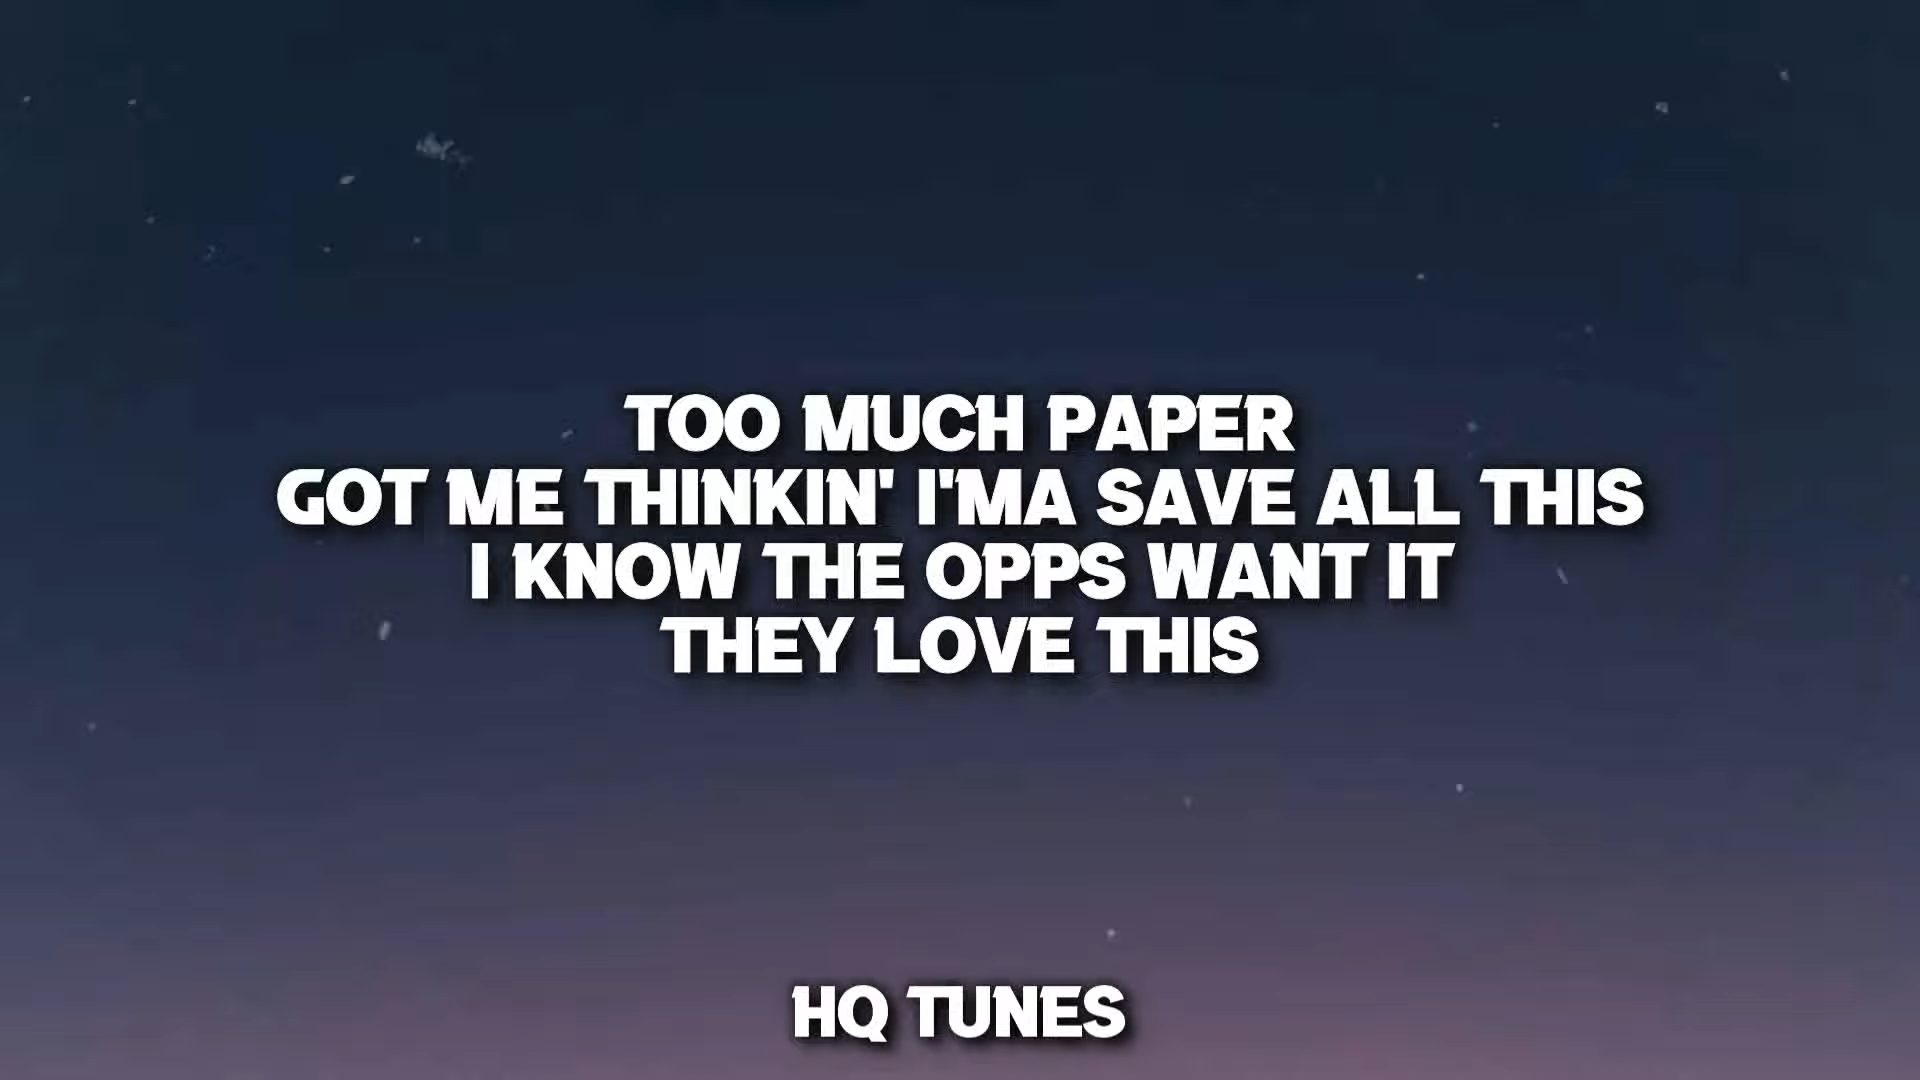 TOO MUCH PAPER
GOT ME THINKIN' I'MA SAVE ALL THIS
I KNOW THE OPPS WANT IT
THEY LOVE THIS
HQ TUNES